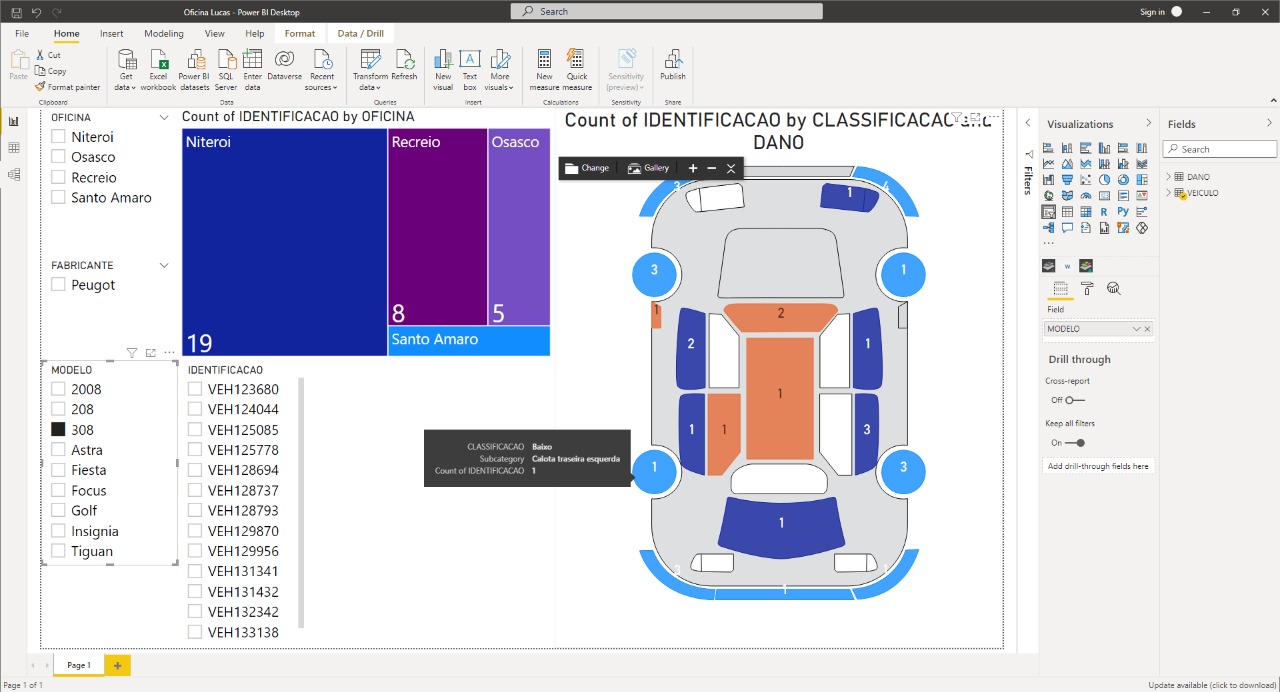 Oficina Lucas - Power BI Desktop
Search
Sign in
File Home Insert Modeling View Help Format Data / Drill
Paste
Cut
Copy
Format painter
Clipboard
Get data
Excel workbook
Power BI datasets
SQL Server
Enter data
Dataverse
Recent sources
Data
Transform data
Refresh
Queries
New visual
Text box
More visuals
Insert
New measure
Quick measure
Calculations
Sensitivity (preview)
Sensitivity
Publish
Share
OFICINA
Niteroi
Osasco
Recreio
Santo Amaro
FABRICANTE
Peugot
MODELO
2008
208
308
Astra
Fiesta
Focus
Golf
Insignia
Tiguan
Count of IDENTIFICACAO by OFICINA
Niteroi
19
Recreio
8
Osasco
5
Santo Amaro
IDENTIFICACAO
VEH123680
VEH124044
VEH125085
VEH125778
VEH128694
VEH128737
VEH128793
VEH129870
VEH129956
VEH131341
VEH131432
VEH132342
VEH133138
Count of IDENTIFICACAO by CLASSIFICACAO and
DANO
Change
Gallery
3
1
4
3
1
1
2
2
1
1
1
1
3
1
3
1
3
1
1
CLASSIFICACAO Baixo
Subcategory Calota traseira esquerda
Count of IDENTIFICACAO 1
Filters
Visualizations
R
Py
Field
MODELO
Drill through
Cross-report
Off
Keep all filters
On
Add drill-through fields here
Fields
Search
DANO
VEICULO
Page 1
Page 1 of 1
Update available (click to download)